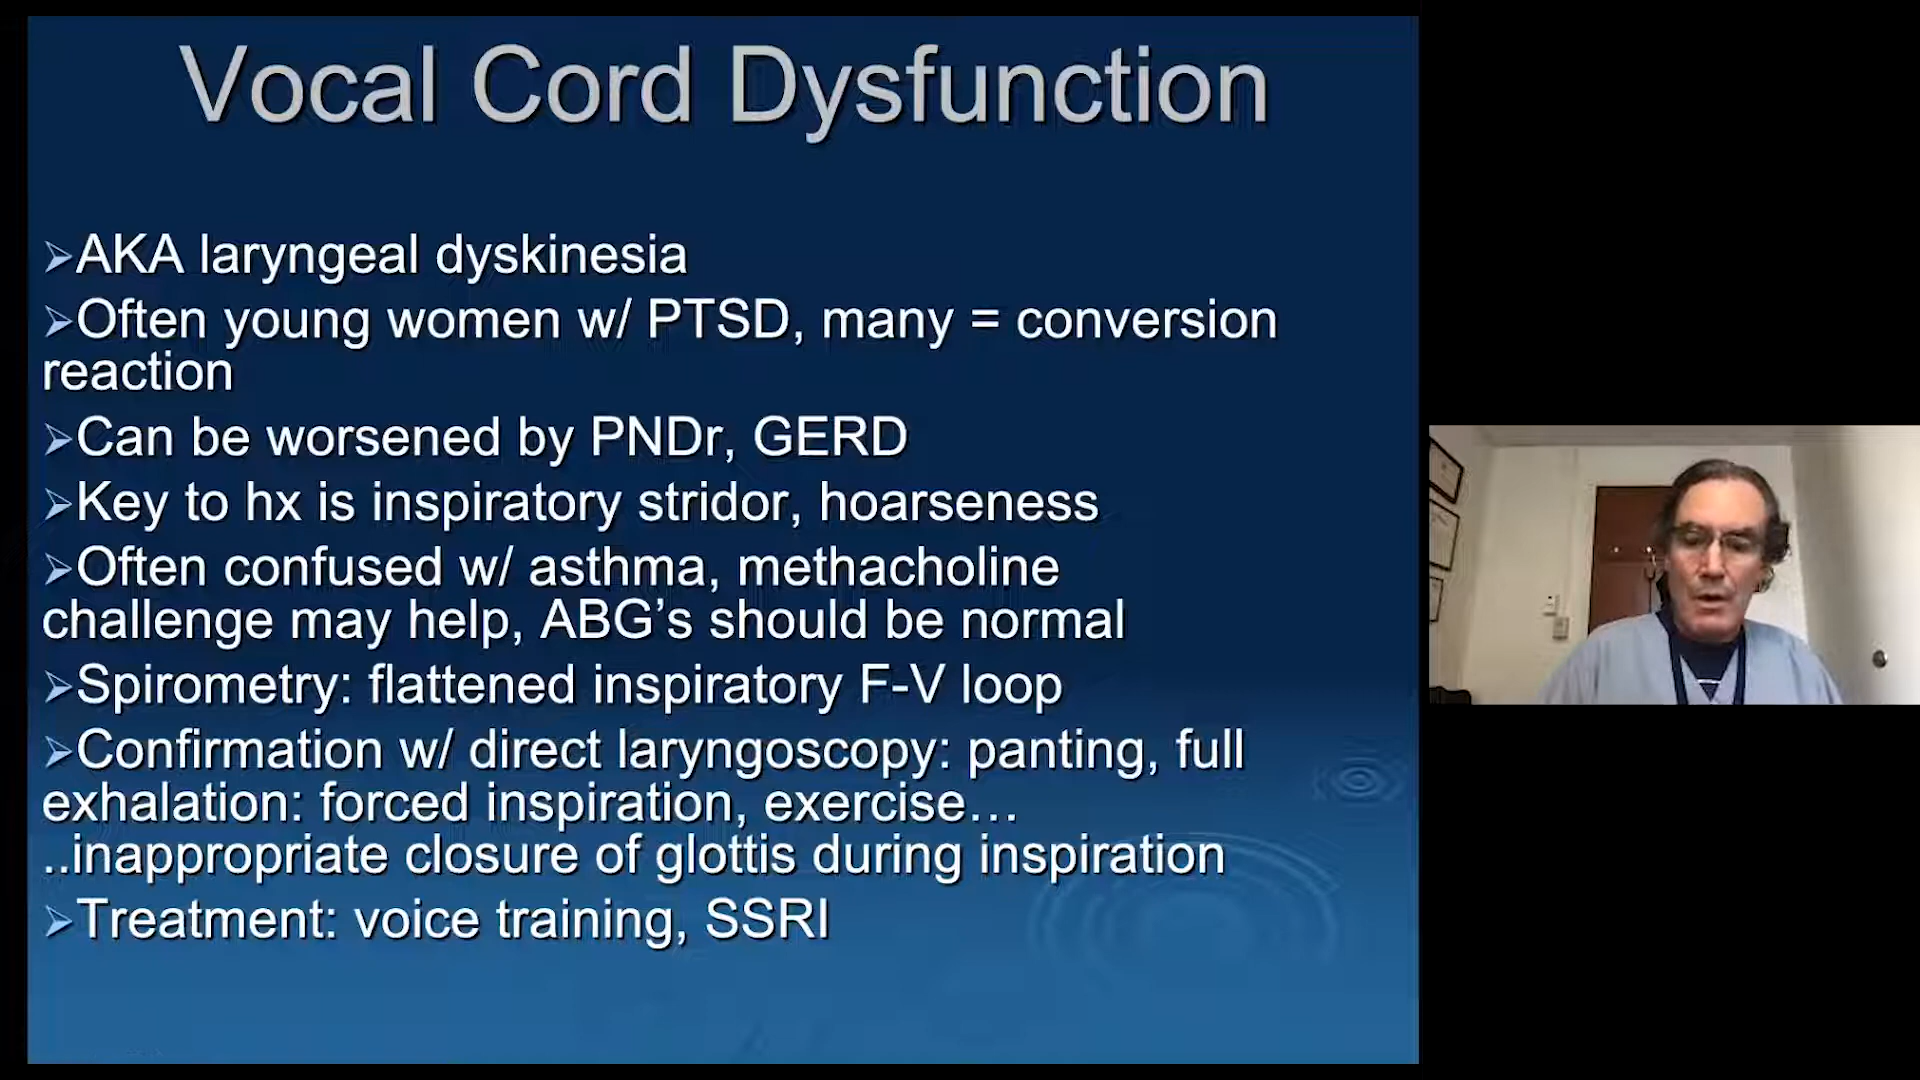 Vocal Cord Dysfunction
➢AKA laryngeal dyskinesia
➢Often young women w/ PTSD, many = conversion
reaction
➢Can be worsened by PNDr, GERD
➢Key to hx is inspiratory stridor, hoarseness
➢Often confused w/ asthma, methacholine
challenge may help, ABG’s should be normal
➢Spirometry: flattened inspiratory F-V loop
➢Confirmation w/ direct laryngoscopy: panting, full
exhalation: forced inspiration, exercise…
..inappropriate closure of glottis during inspiration
➢Treatment: voice training, SSRI